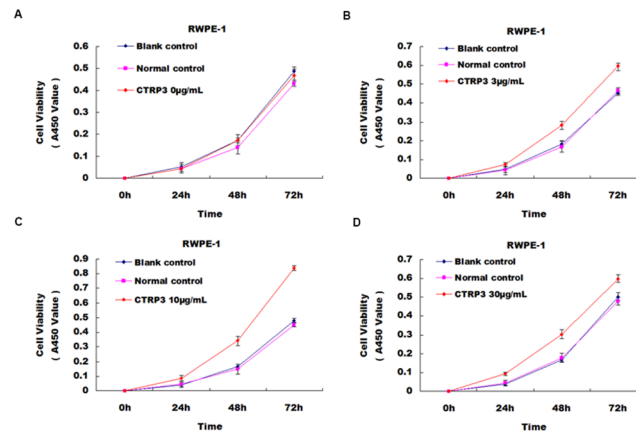 A
RWPE-1
Cell Viability
( A450 Value )
0.6
0.5
0.4
0.3
0.2
0.1
0
Blank control
Normal control
CTRP3 0μg/mL
0h 24h 48h 72h
Time
B
RWPE-1
Cell Viability
( A450 Value )
0.7
0.6
0.5
0.4
0.3
0.2
0.1
0
Blank control
Normal control
CTRP3 3μg/mL
0h 24h 48h 72h
Time
C
RWPE-1
Cell Viability
( A450 Value )
0.9
0.8
0.7
0.6
0.5
0.4
0.3
0.2
0.1
0
Blank control
Normal control
CTRP3 10μg/mL
0h 24h 48h 72h
Time
D
RWPE-1
Cell Viability
( A450 Value )
0.7
0.6
0.5
0.4
0.3
0.2
0.1
0
Blank control
Normal control
CTRP3 30μg/mL
0h 24h 48h 72h
Time